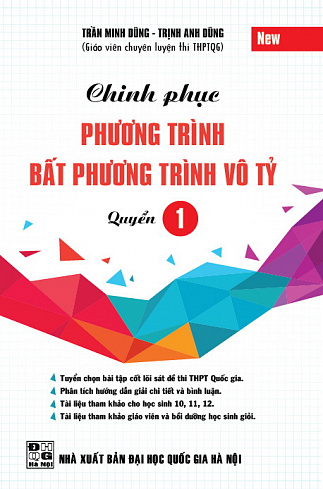 TRẦN MINH DŨNG - TRỊNH ANH DŨNG
(Giáo viên chuyên luyện thi THPTQG)
New
Chinh phục
PHƯƠNG TRÌNH
BẤT PHƯƠNG TRÌNH VÔ TỶ
Quyển 1
Tuyển chọn bài tập cốt lõi sát đề thi THPT Quốc gia.
Phân tích hướng dẫn giải chi tiết và bình luận.
Tài liệu tham khảo cho học sinh 10, 11, 12.
Tài liệu tham khảo giáo viên và bồi dưỡng học sinh giỏi.
ĐH
QG
HÀ NỘI
NHÀ XUẤT BẢN ĐẠI HỌC QUỐC GIA HÀ NỘI